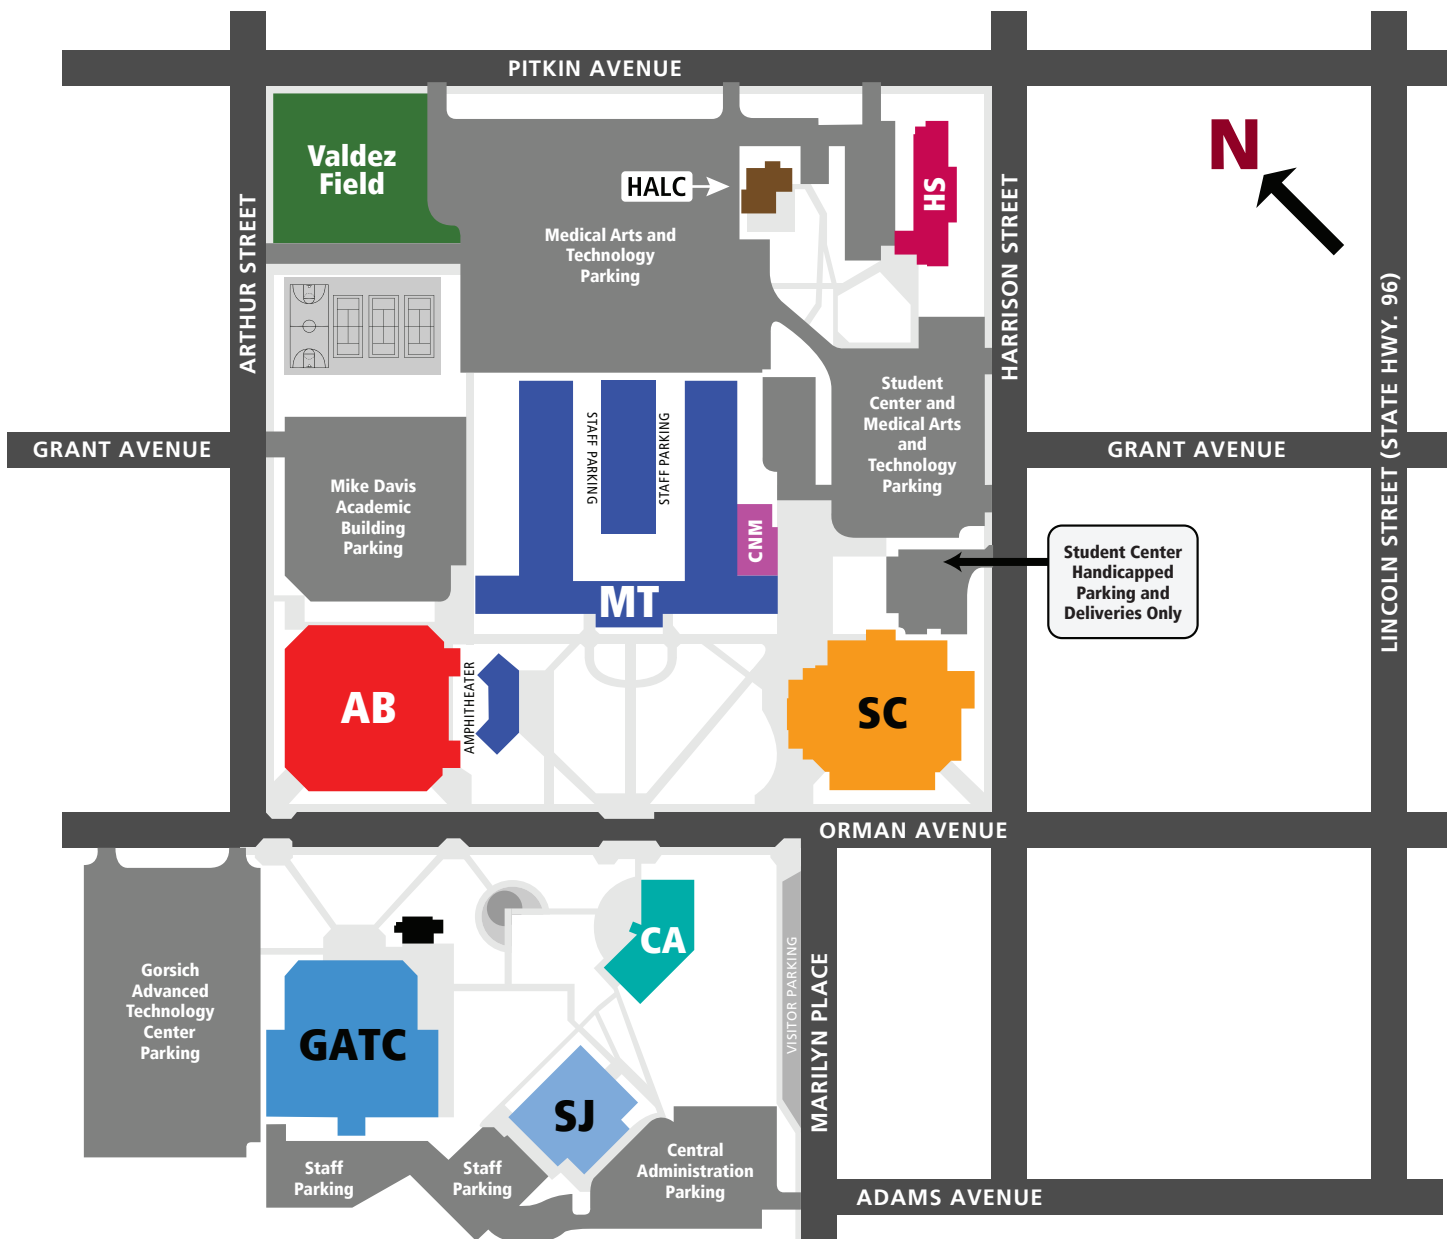 PITKIN AVENUE
Valdez
Field
HALC
HS
N
Medical Arts and
Technology
Parking
ARTHUR STREET
HARRISON STREET
LINCOLN STREET (STATE HWY. 96)
Student
Center and
Medical Arts
and
Technology
Parking
STAFF PARKING
STAFF PARKING
GRANT AVENUE
GRANT AVENUE
Mike Davis
Academic
Building
Parking
CNM
Student Center
Handicapped
Parking and
Deliveries Only
MT
AB
AMPHITHEATER
SC
ORMAN AVENUE
CA
VISITOR PARKING
MARILYN PLACE
Gorsich
Advanced
Technology
Center
Parking
GATC
SJ
Staff
Parking
Staff
Parking
Central
Administration
Parking
ADAMS AVENUE